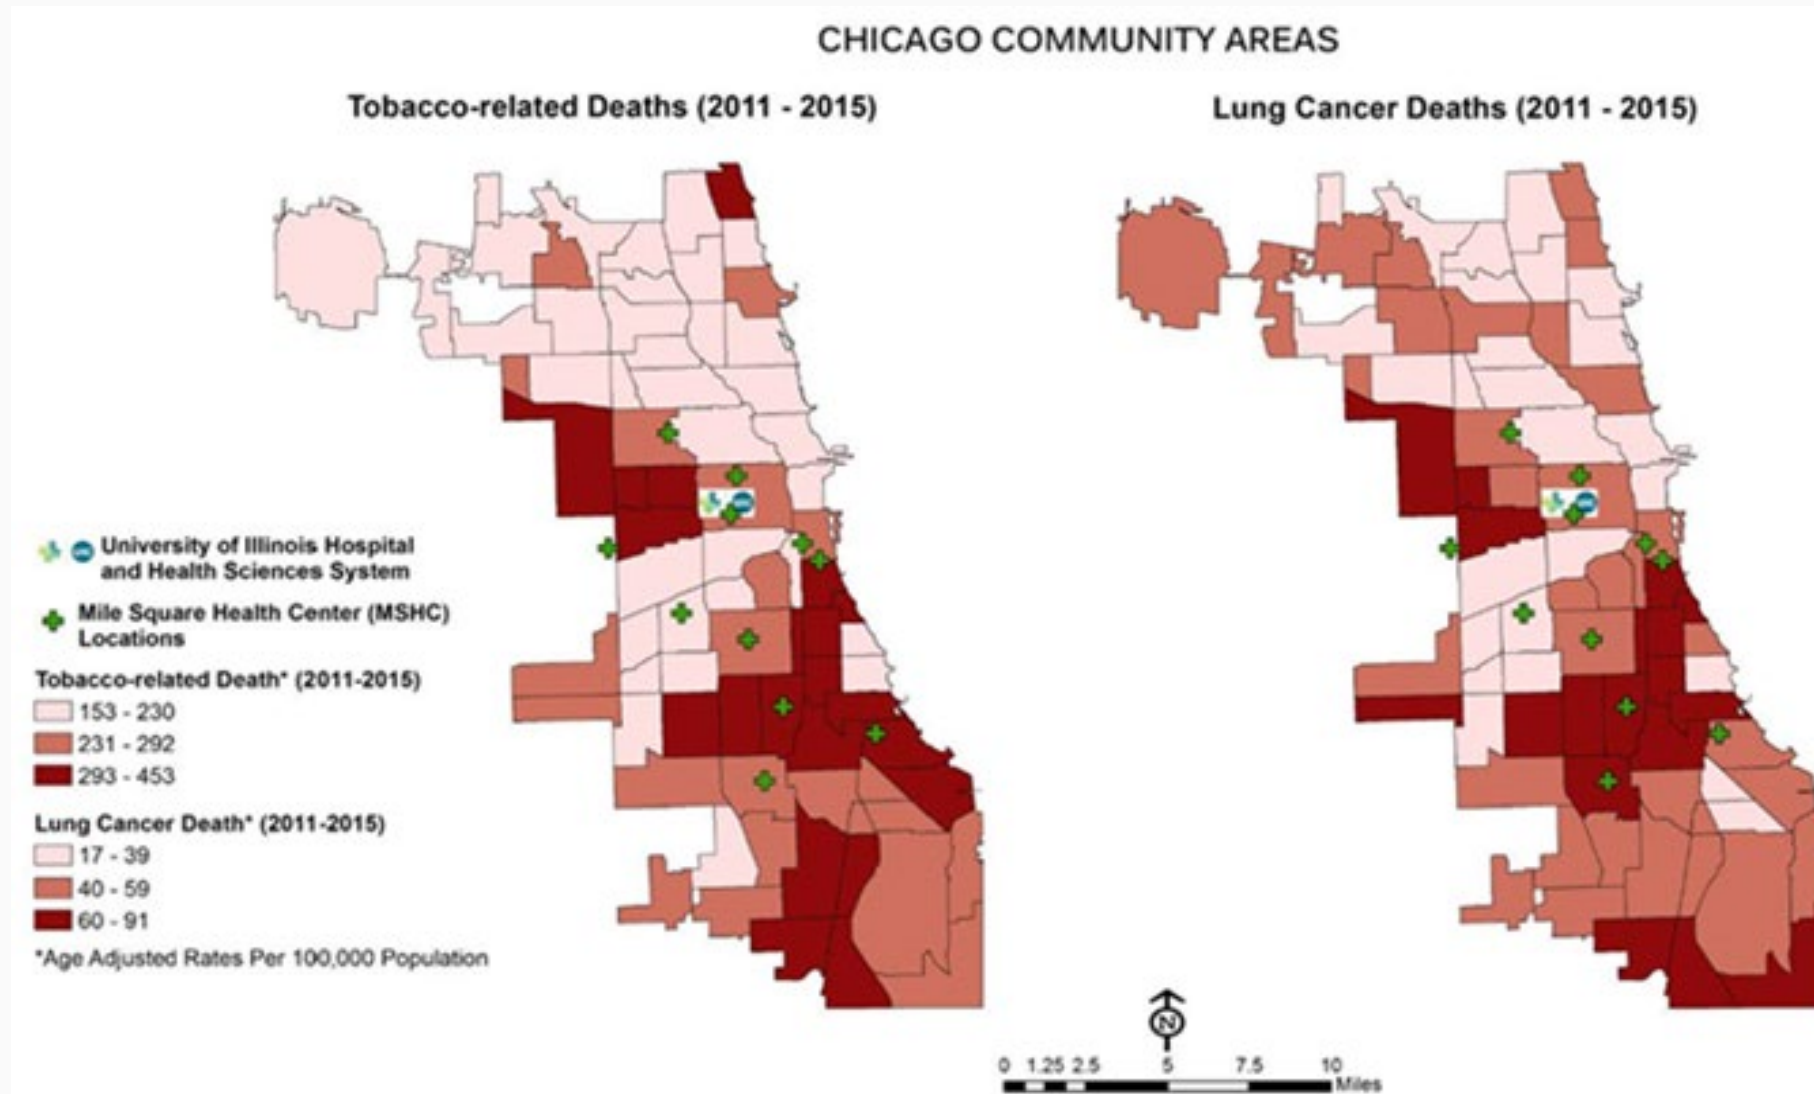 CHICAGO COMMUNITY AREAS
Tobacco-related Deaths (2011 - 2015)
Lung Cancer Deaths (2011 - 2015)
University of Illinois Hospital
and Health Sciences System
Mile Square Health Center (MSHC)
Locations
Tobacco-related Death* (2011-2015)
153 - 230
231 - 292
293 - 453
Lung Cancer Death* (2011-2015)
17 - 39
40 - 59
60 - 91
*Age Adjusted Rates Per 100,000 Population
N
0 1.25 2.5 5 7.5 10
Miles